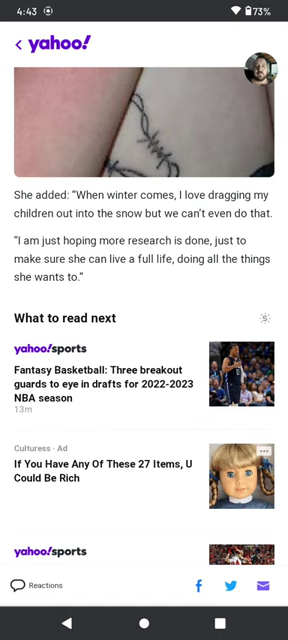 4:43
73%
yahoo!
She added: “When winter comes, I love dragging my
children out into the snow but we can’t even do that.
“I am just hoping more research is done, just to
make sure she can live a full life, doing all the things
she wants to.”
What to read next
yahoo!sports
Fantasy Basketball: Three breakout
guards to eye in drafts for 2022-2023
NBA season
13m
Culturess · Ad
If You Have Any Of These 27 Items, U
Could Be Rich
yahoo!sports
Reactions